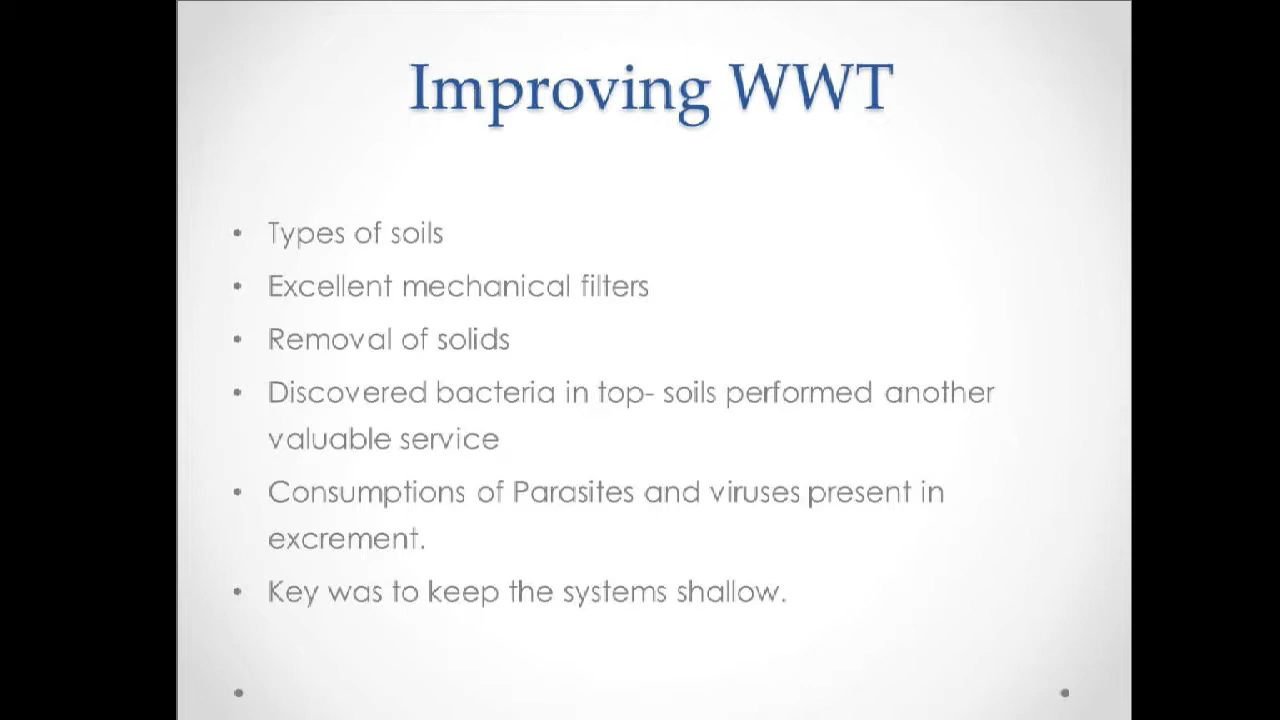 Improving WWT
• Types of soils
• Excellent mechanical filters
• Removal of solids
• Discovered bacteria in top- soils performed another
valuable service
• Consumptions of Parasites and viruses present in
excrement.
• Key was to keep the systems shallow.